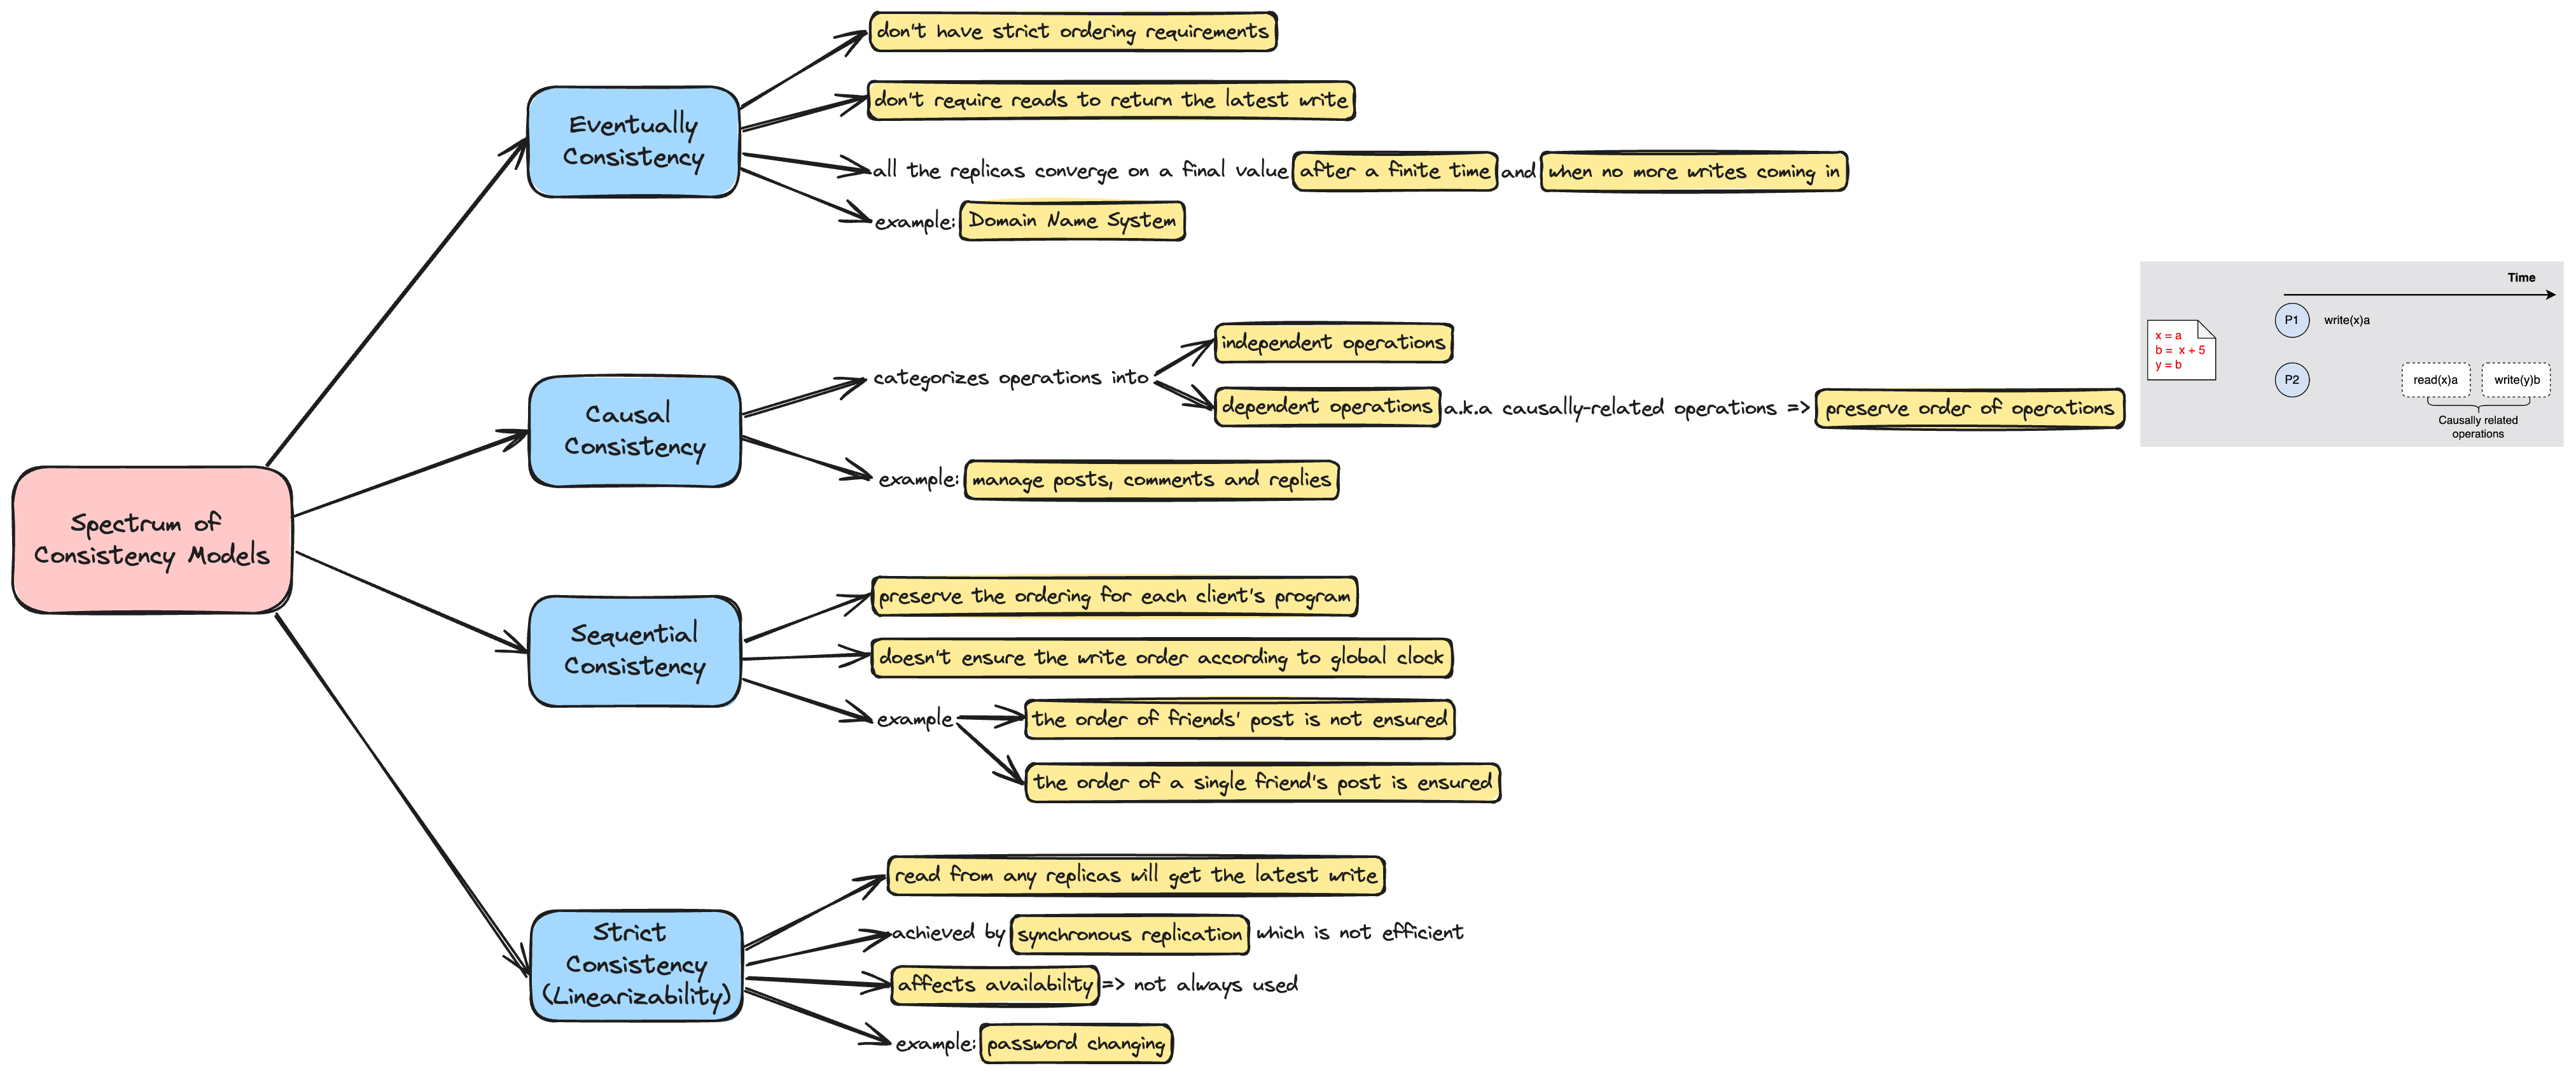 Spectrum of
Consistency Models
Eventually
Consistency
don't have strict ordering requirements
don't require reads to return the latest write
all the replicas converge on a final value after a finite time and when no more writes coming in
example: Domain Name System
Causal
Consistency
categorizes operations into
independent operations
dependent operations a.k.a causally-related operations => preserve order of operations
example: manage posts, comments and replies
Time
x = a
b = x + 5
y = b
P1
write(x)a
P2
read(x)a
write(y)b
Causally related
operations
Sequential
Consistency
preserve the ordering for each client's program
doesn't ensure the write order according to global clock
example
the order of friends' post is not ensured
the order of a single friend's post is ensured
Strict
Consistency
(Linearizability)
read from any replicas will get the latest write
achieved by synchronous replication which is not efficient
affects availability => not always used
example: password changing